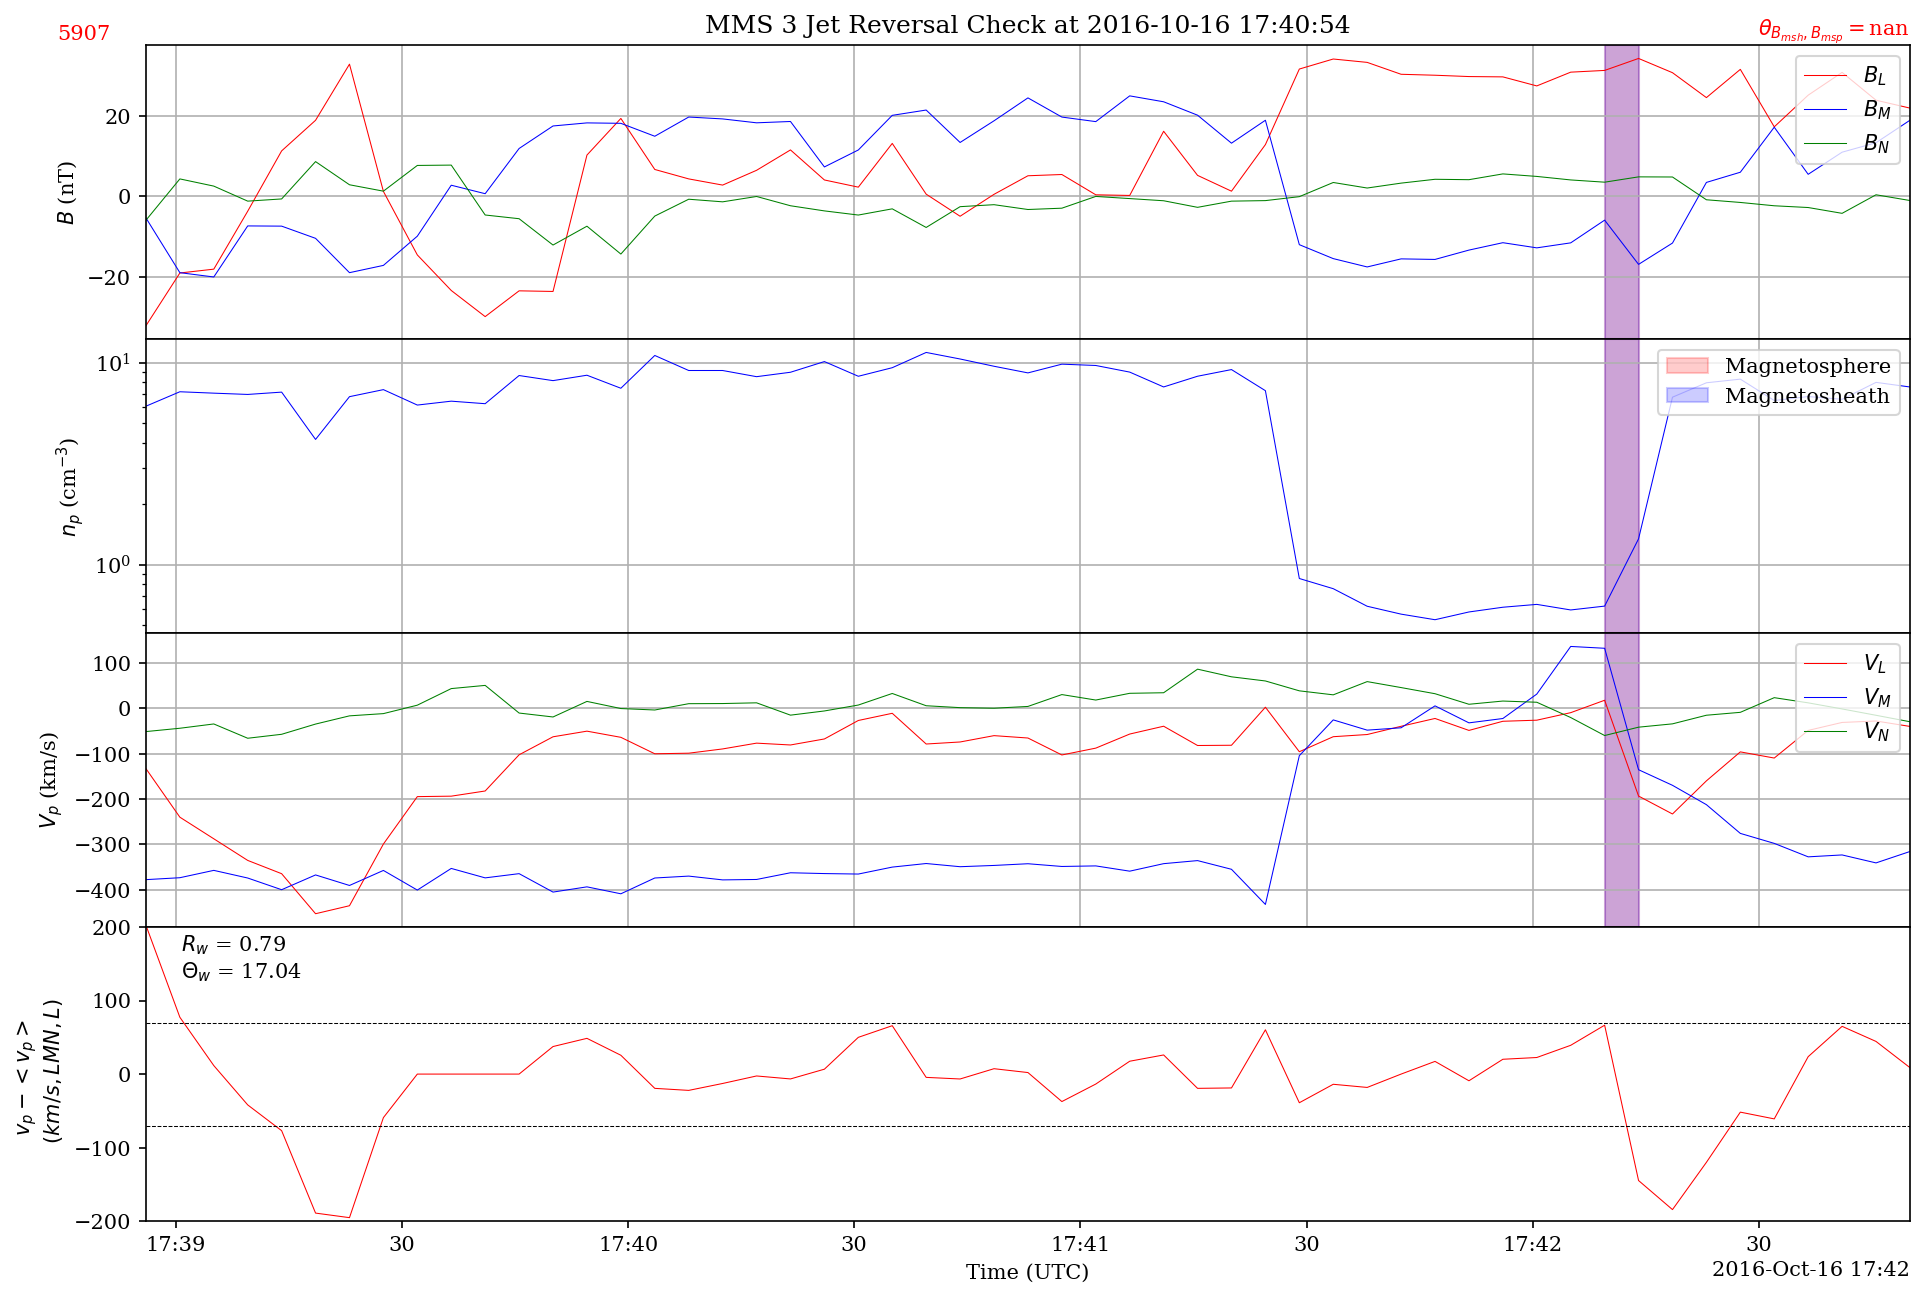 MMS 3 Jet Reversal Check at 2016-10-16 17:40:54
5907
θ_{B_{msh}, B_{msp}} = nan
B (nT)
20
0
−20
B_L
B_M
B_N
n_p (cm^{−3})
10^1
10^0
Magnetosphere
Magnetosheath
V_p (km/s)
100
0
−100
−200
−300
−400
V_L
V_M
V_N
v_p − < v_p >
(km/s, LMN, L)
200
100
0
−100
−200
R_w = 0.79
Θ_w = 17.04
17:39 30 17:40 30 17:41 30 17:42 30
Time (UTC)
2016-Oct-16 17:42